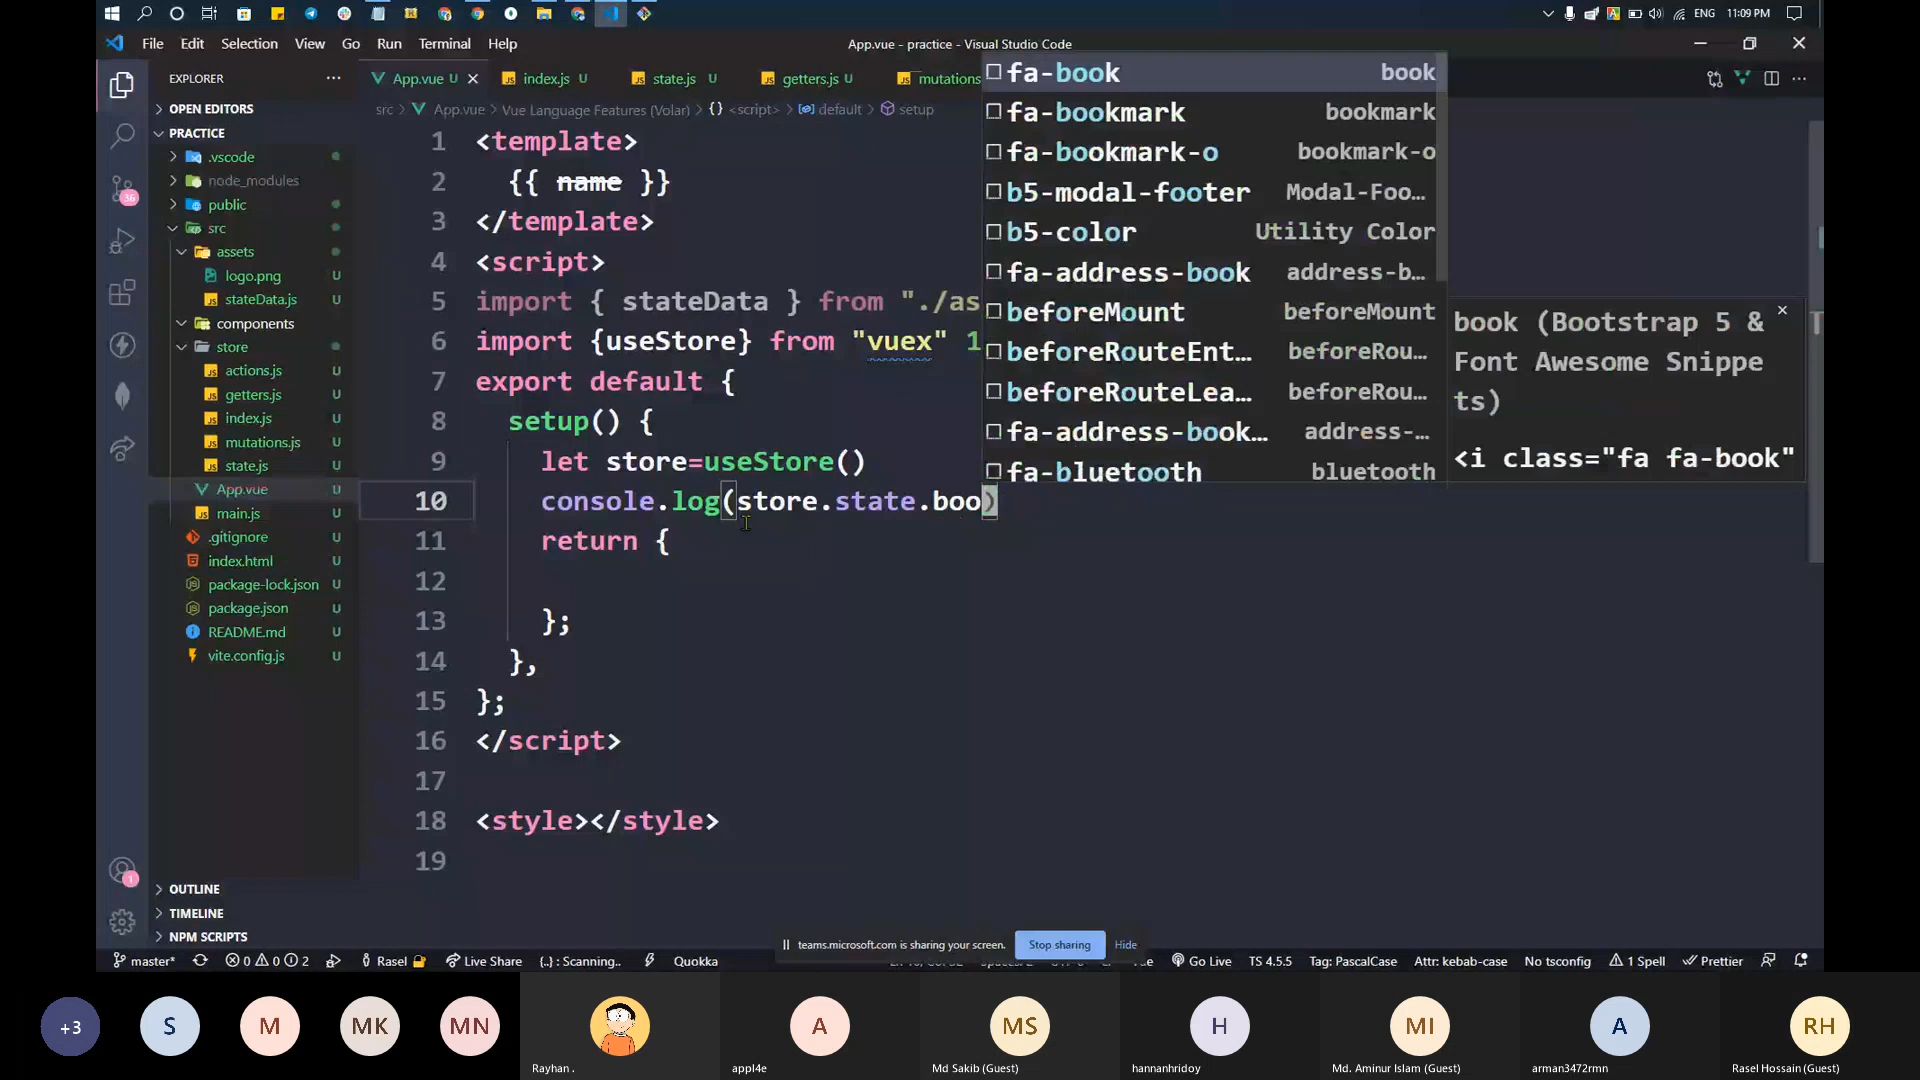 ENG 11:09 PM
File Edit Selection View Go Run Terminal Help
App.vue - practice - Visual Studio Code
EXPLORER
App.vue U
index.js U
state.js U
getters.js U
mutations
OPEN EDITORS
PRACTICE
.vscode
node_modules
public
src
assets
logo.png U
stateData.js U
components
store
actions.js U
getters.js U
index.js U
mutations.js U
state.js U
App.vue U
main.js U
.gitignore U
index.html U
package-lock.json U
package.json U
README.md U
vite.config.js U
OUTLINE
TIMELINE
NPM SCRIPTS
36
1
src > App.vue > Vue Language Features (Volar) > {} <script> > default > setup
1 <template>
2 {{ name }}
3 </template>
4 <script>
5 import { stateData } from "./as
6 import {useStore} from "vuex" 1
7 export default {
8 setup() {
9 let store=useStore()
10 console.log(store.state.boo)
11 return {
12
13 };
14 },
15 };
16 </script>
17
18 <style></style>
19
fa-book book
fa-bookmark bookmark
fa-bookmark-o bookmark-o
b5-modal-footer Modal-Foo…
b5-color Utility Color
fa-address-book address-b…
beforeMount beforeMount
beforeRouteEnt… beforeRou…
beforeRouteLea… beforeRou…
fa-address-book… address-…
fa-bluetooth bluetooth
book (Bootstrap 5 &
Font Awesome Snippe
ts)
<i class="fa fa-book"
teams.microsoft.com is sharing your screen. Stop sharing Hide
master* 0 0 2 Rasel Live Share {..} : Scanning.. Quokka
Go Live TS 4.5.5 Tag: PascalCase Attr: kebab-case No tsconfig 1 Spell Prettier
+3 S M MK MN A MS H MI A RH
Rayhan . appl4e Md Sakib (Guest) hannanhridoy Md. Aminur Islam (Guest) arman3472rmn Rasel Hossain (Guest)